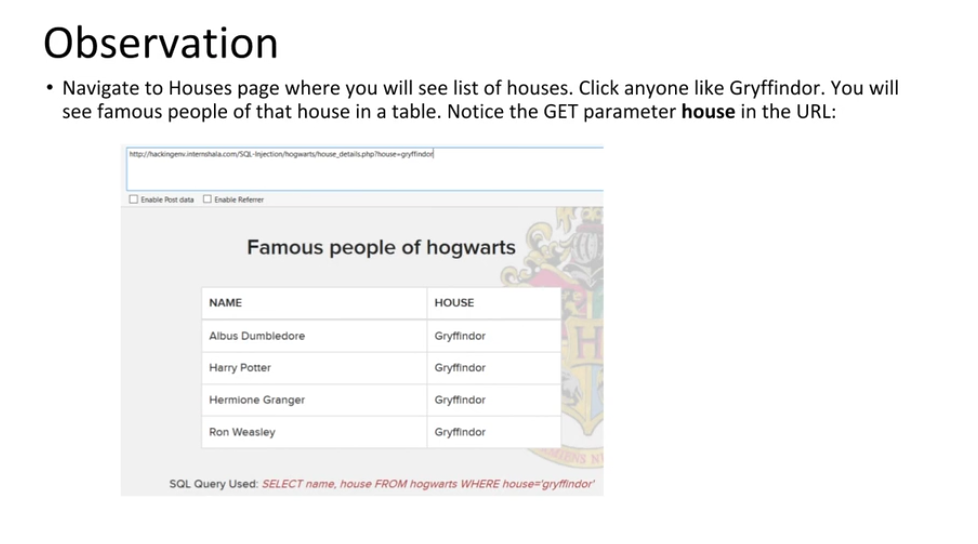 Observation
• Navigate to Houses page where you will see list of houses. Click anyone like Gryffindor. You will
see famous people of that house in a table. Notice the GET parameter house in the URL:
http://hackingenv.internshala.com/SQL-Injection/hogwarts/house_details.php?house=gryffindor
Enable Post data Enable Referrer
Famous people of hogwarts
NAME HOUSE
Albus Dumbledore Gryffindor
Harry Potter Gryffindor
Hermione Granger Gryffindor
Ron Weasley Gryffindor
SQL Query Used: SELECT name, house FROM hogwarts WHERE house='gryffindor'